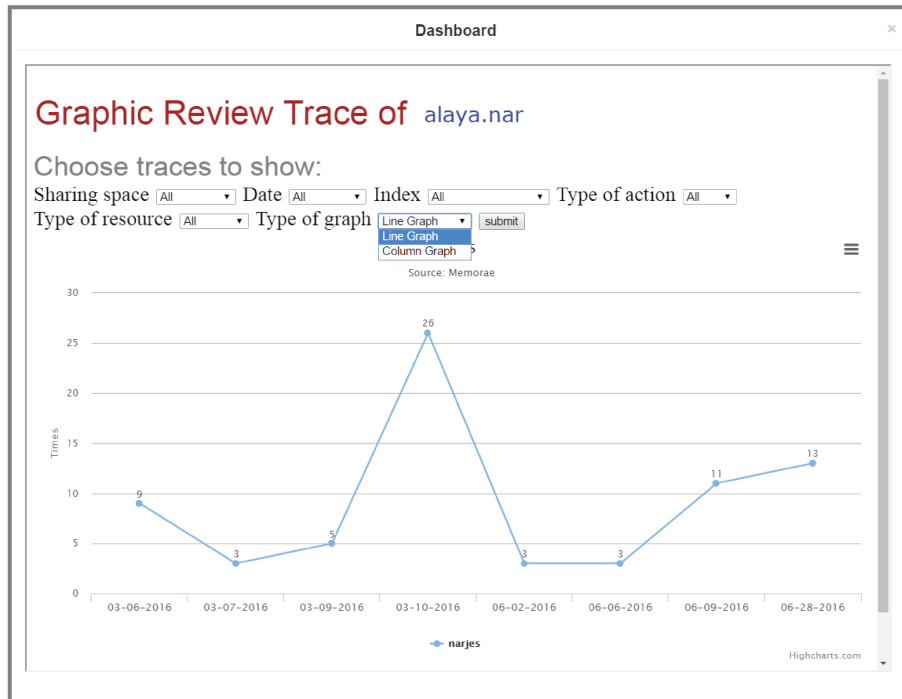 Dashboard
×
Graphic Review Trace of alaya.nar
Choose traces to show:
Sharing space All Date All Index All Type of action All
Type of resource All Type of graph Line Graph submit
Line Graph
Column Graph
Source: Memorae
30
25
20
15
10
5
0
Times
9
3
5
26
3
3
11
13
03-06-2016 03-07-2016 03-09-2016 03-10-2016 06-02-2016 06-06-2016 06-09-2016 06-28-2016
narjes
Highcharts.com